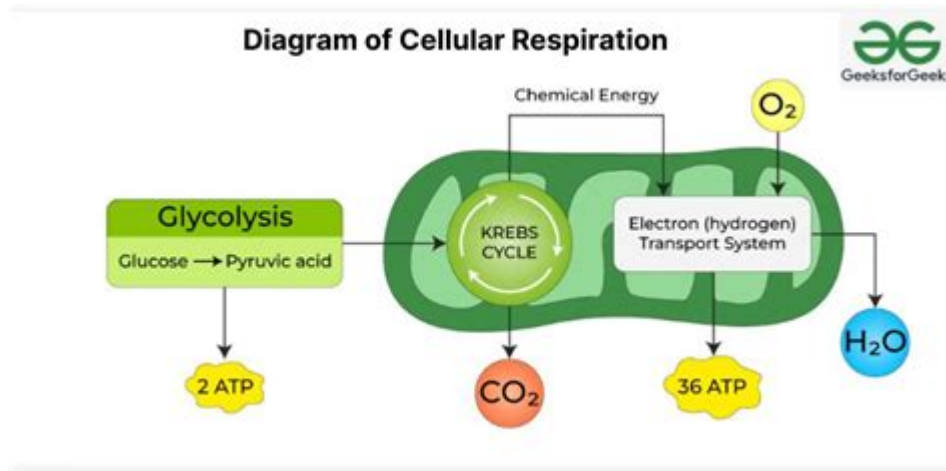 Diagram of Cellular Respiration
GeeksforGeeks
Chemical Energy
O₂
Glycolysis
Glucose → Pyruvic acid
KREBS
CYCLE
Electron (hydrogen)
Transport System
H₂O
2 ATP
CO₂
36 ATP